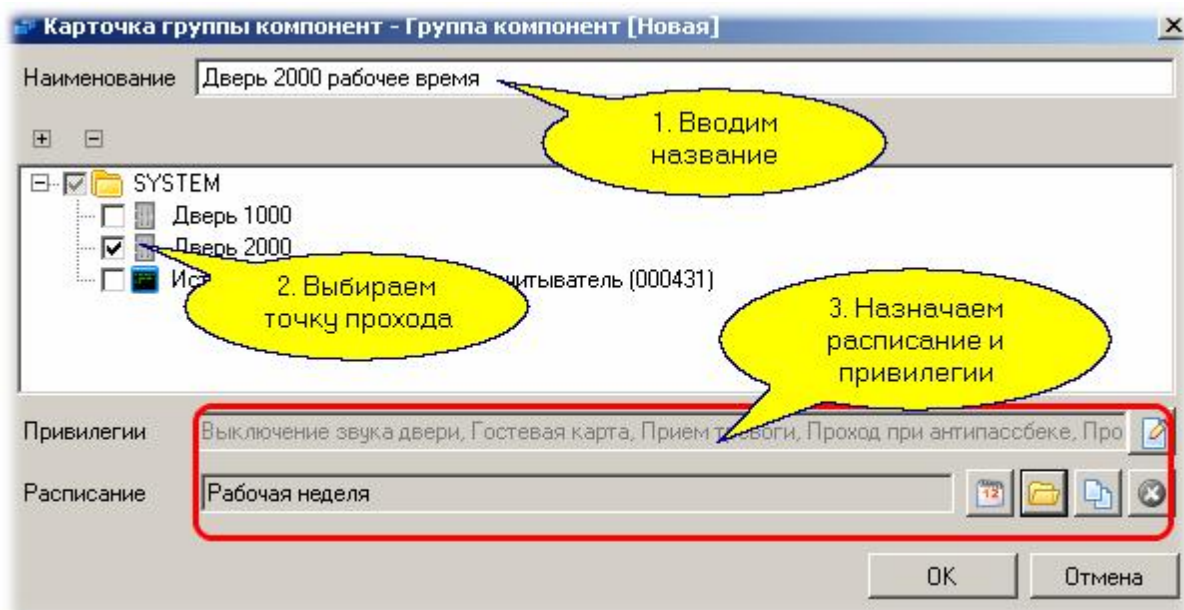 Карточка группы компонент - Группа компонент [Новая]
Наименование
Дверь 2000 рабочее время
1. Вводим
название
SYSTEM
Дверь 1000
Дверь 2000
(000431)
2. Выбираем
точку прохода
3. Назначаем
расписание и
привилегии
Привилегии
Выключение звука двери, Гостевая карта, Прием тревоги, Проход при антипассбеке, Про
Расписание
Рабочая неделя
12
OK
Отмена